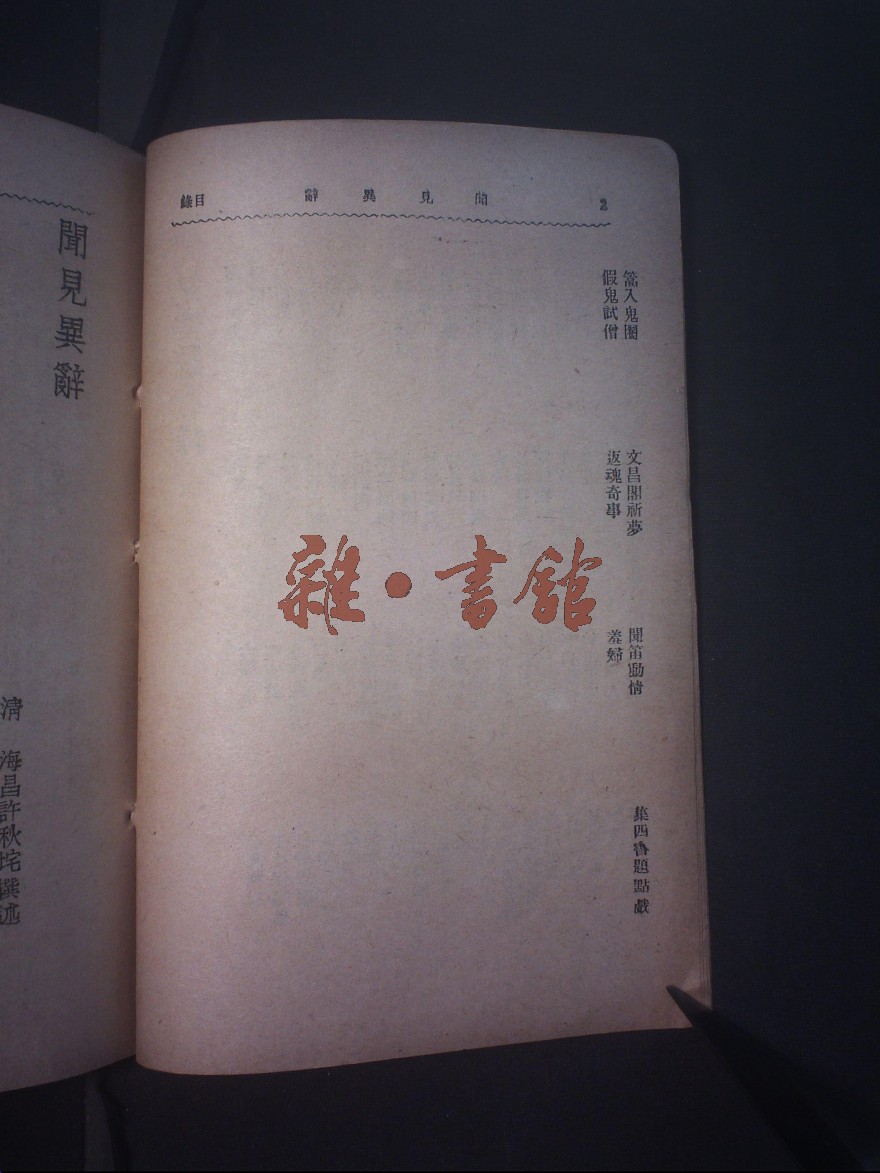 錄目　辭異見聞　2
篙入鬼圈　文昌閣祈夢　聞笛動情　集四書題點戲
假鬼試僧　返魂奇事　羞婦
聞見異辭
清　海昌許秋垞撰述
雜·書館